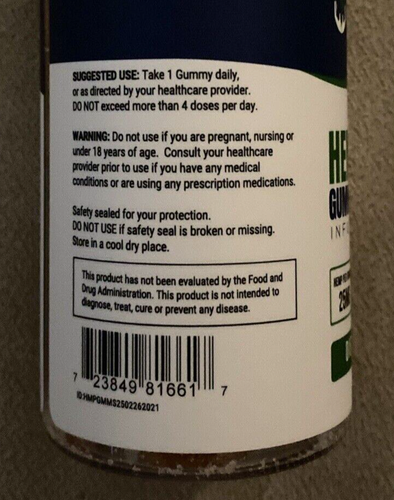 SUGGESTED USE: Take 1 Gummy daily,
or as directed by your healthcare provider.
DO NOT exceed more than 4 doses per day.
WARNING: Do not use if you are pregnant, nursing or
under 18 years of age. Consult your healthcare
provider prior to use if you have any medical
conditions or are using any prescription medications.
Safety sealed for your protection.
DO NOT USE if safety seal is broken or missing.
Store in a cool dry place.
This product has not been evaluated by the Food and
Drug Administration. This product is not intended to
diagnose, treat, cure or prevent any disease.
7 23849 81661 7
ID:HMPGMMS2502262021
HE
GUM
INF